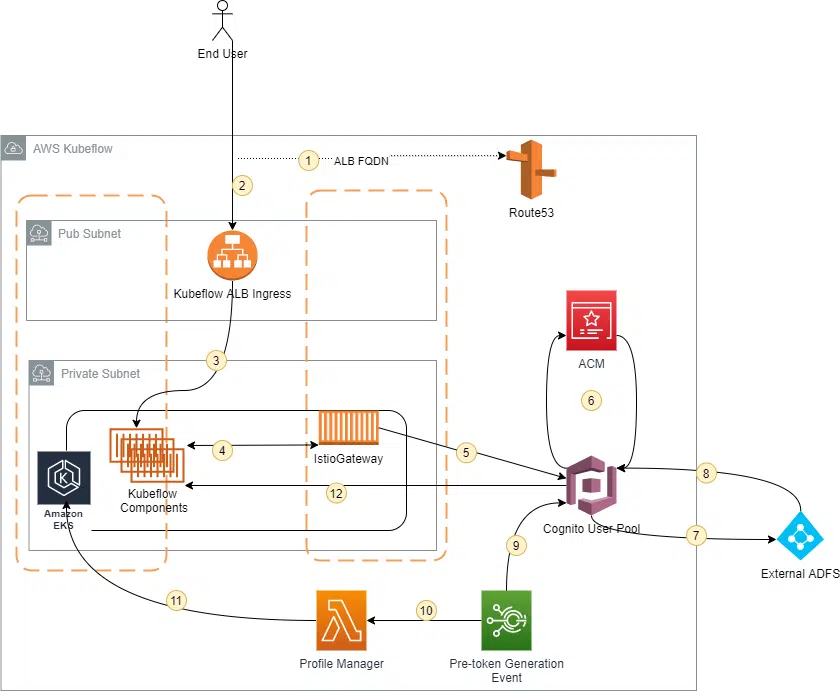 End User
AWS Kubeflow
1
ALB FQDN
2
Route53
Pub Subnet
Kubeflow ALB Ingress
3
ACM
Private Subnet
6
4
IstioGateway
5
8
Kubeflow
Components
12
Amazon
EKS
Cognito User Pool
7
9
External ADFS
11
10
Profile Manager
Pre-token Generation
Event